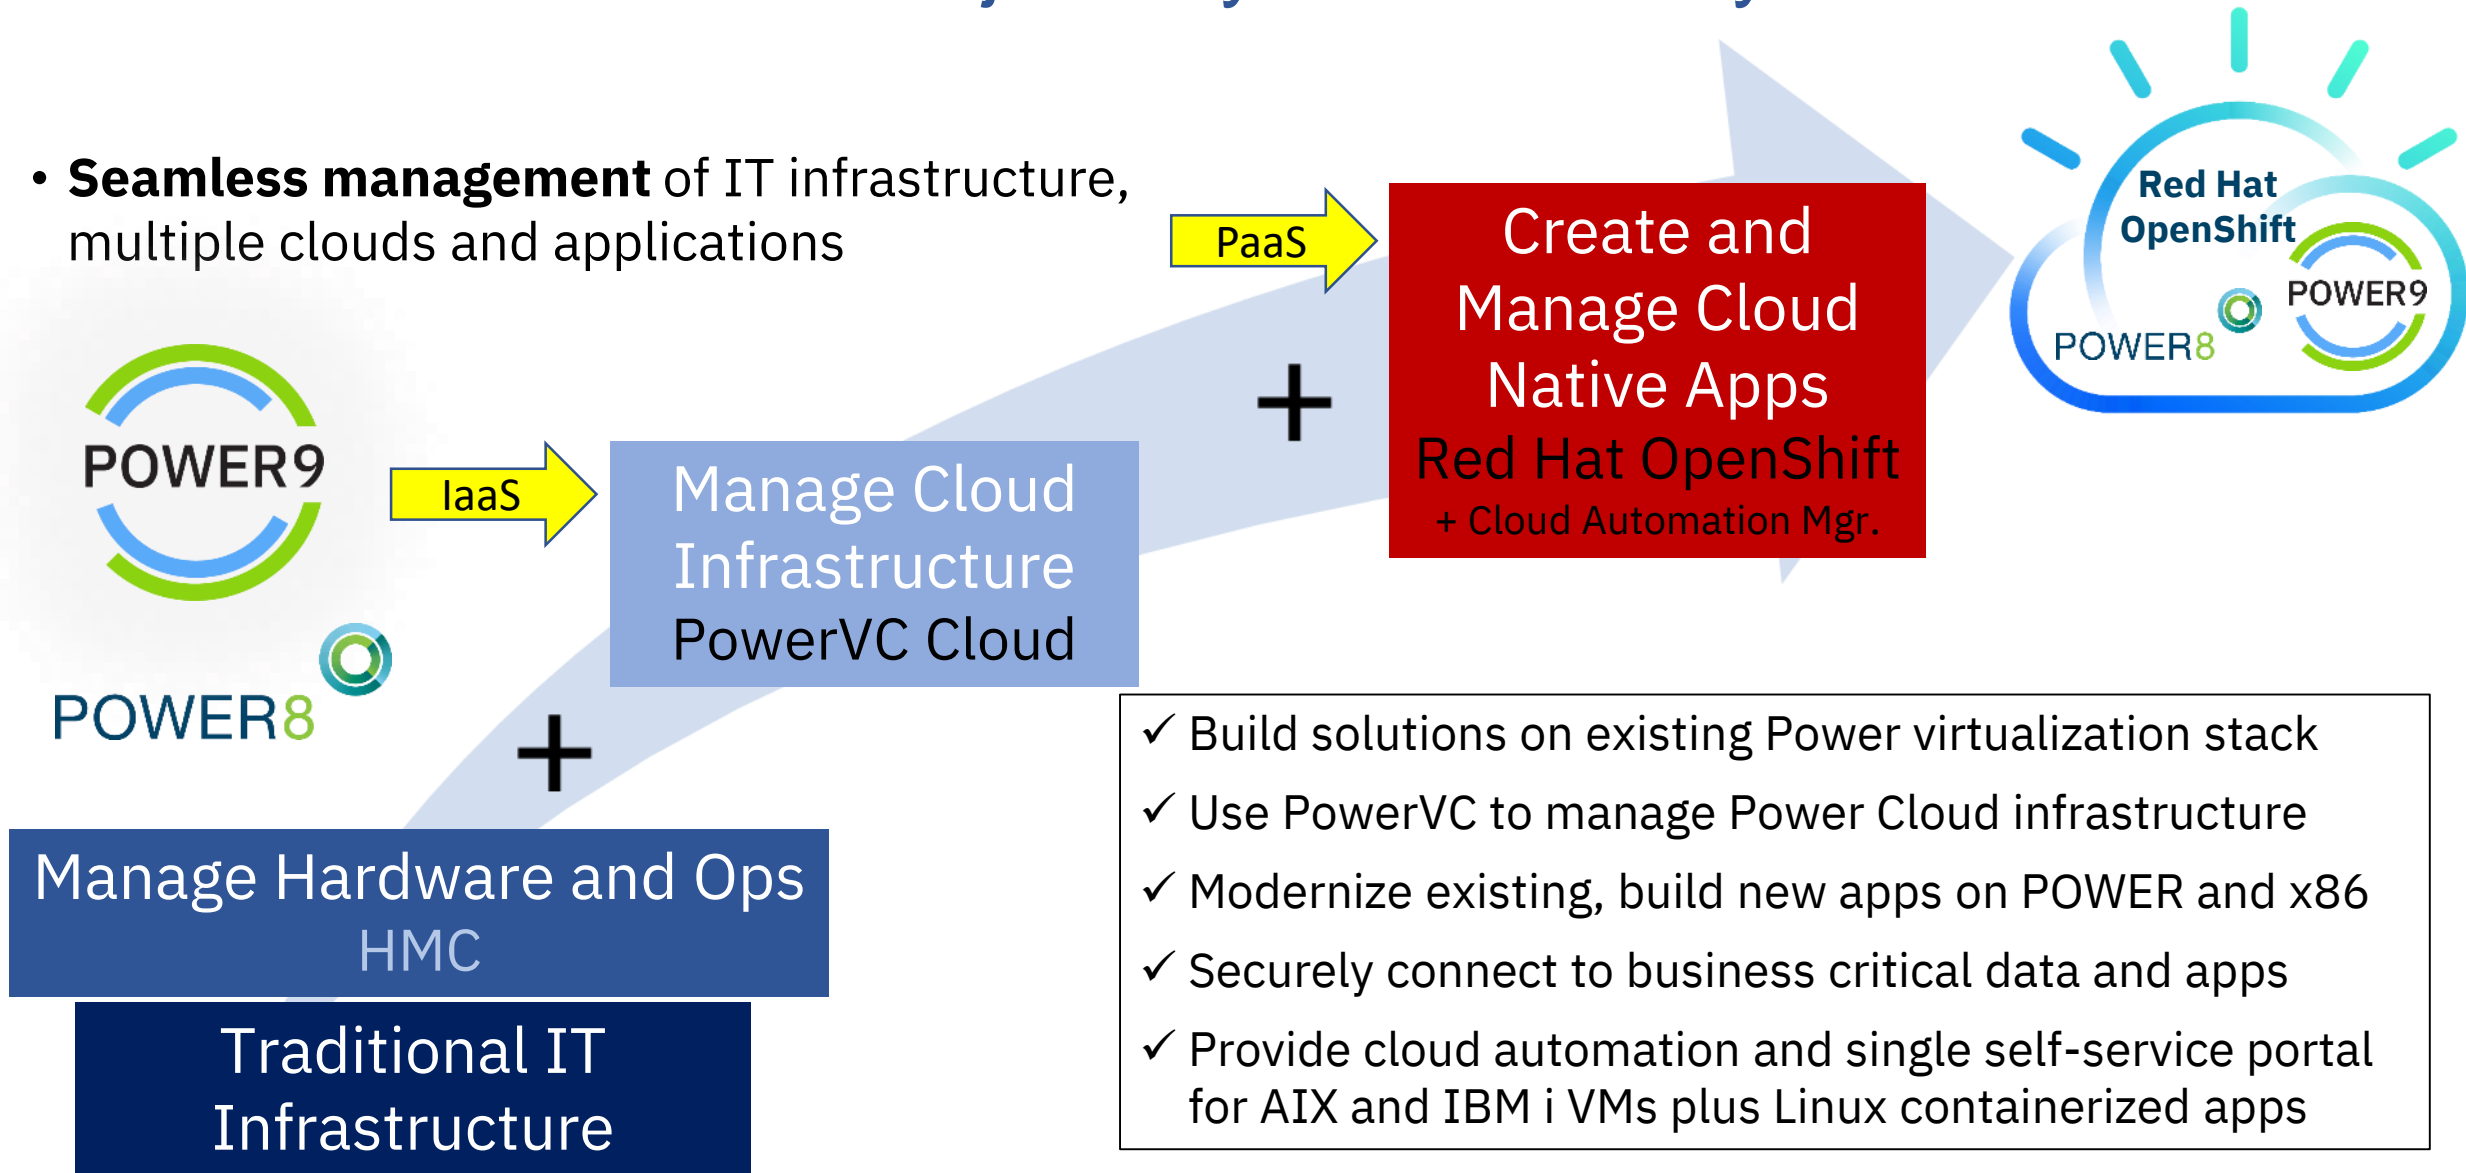 • Seamless management of IT infrastructure,
multiple clouds and applications
PaaS
Create and
Manage Cloud
Native Apps
Red Hat OpenShift
+ Cloud Automation Mgr.
Red Hat
OpenShift
POWER9
POWER8
POWER9
IaaS
Manage Cloud
Infrastructure
PowerVC Cloud
+
POWER8
+
Manage Hardware and Ops
HMC
Traditional IT
Infrastructure
✓ Build solutions on existing Power virtualization stack
✓ Use PowerVC to manage Power Cloud infrastructure
✓ Modernize existing, build new apps on POWER and x86
✓ Securely connect to business critical data and apps
✓ Provide cloud automation and single self-service portal
for AIX and IBM i VMs plus Linux containerized apps